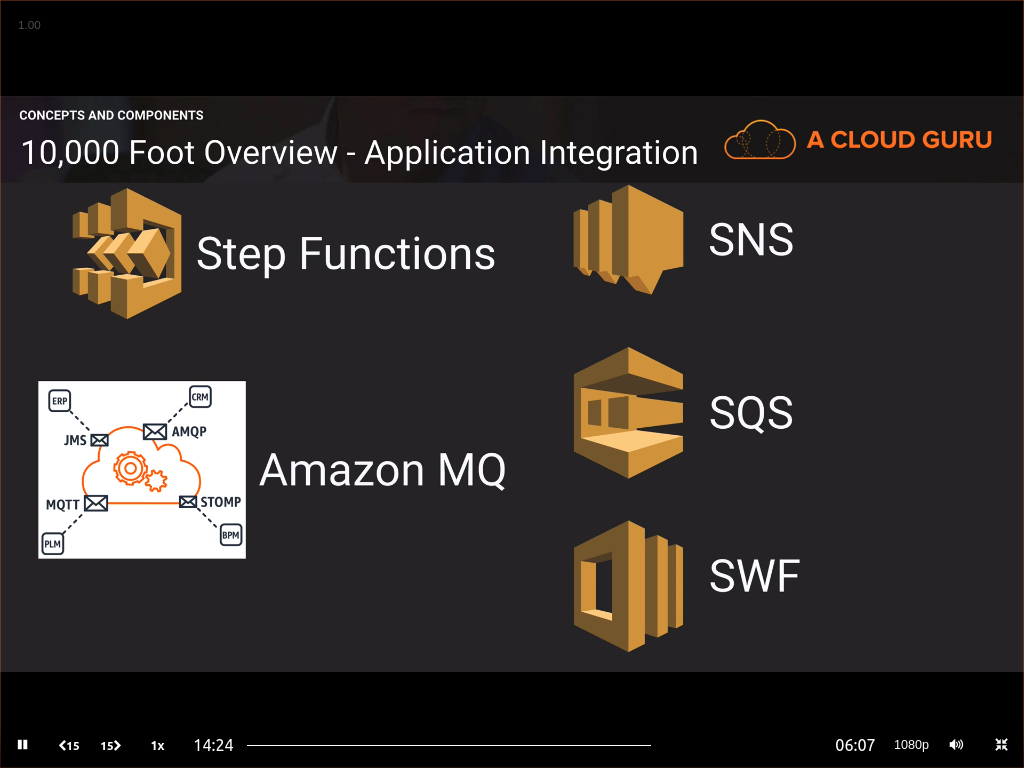 1.00
CONCEPTS AND COMPONENTS
10,000 Foot Overview - Application Integration
A CLOUD GURU
Step Functions
SNS
SQS
ERP
CRM
JMS
AMQP
Amazon MQ
MQTT
STOMP
PLM
BPM
SWF
15
15
1x
14:24
06:07
1080p